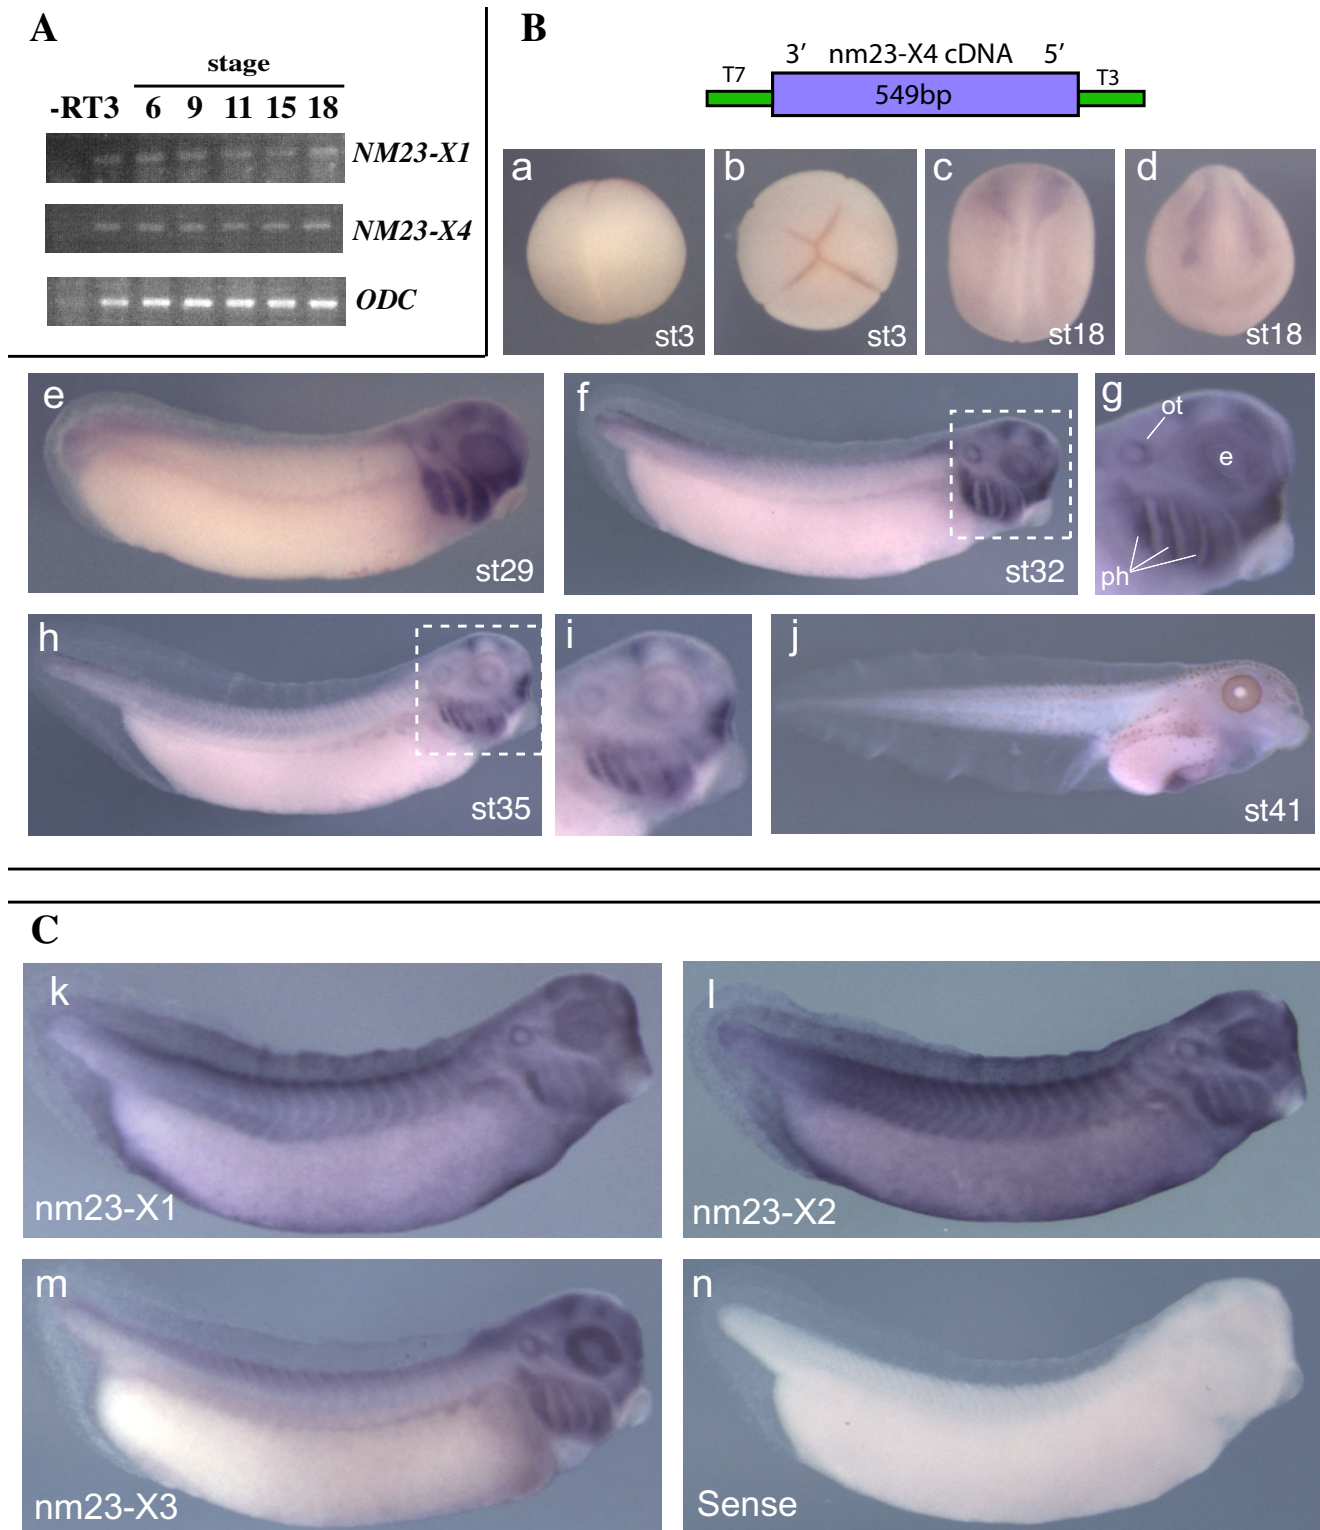 A
stage
-RT3 6 9 11 15 18
NM23-X1
NM23-X4
ODC
B
3′ nm23-X4 cDNA 5′
T7
549bp
T3
a
st3
b
st3
c
st18
d
st18
e
st29
f
st32
g
ot
e
ph
h
st35
i
j
st41
C
k
nm23-X1
l
nm23-X2
m
nm23-X3
n
Sense